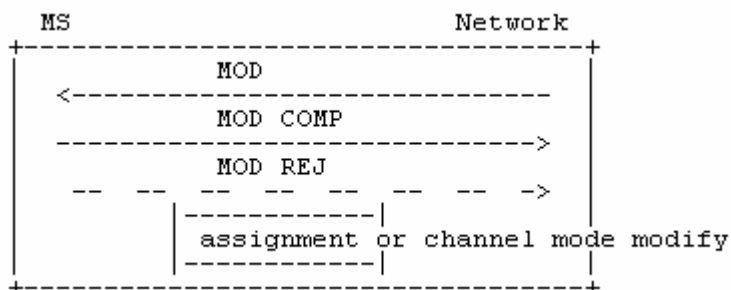 MS Network
MOD
MOD COMP
MOD REJ
assignment or channel mode modify